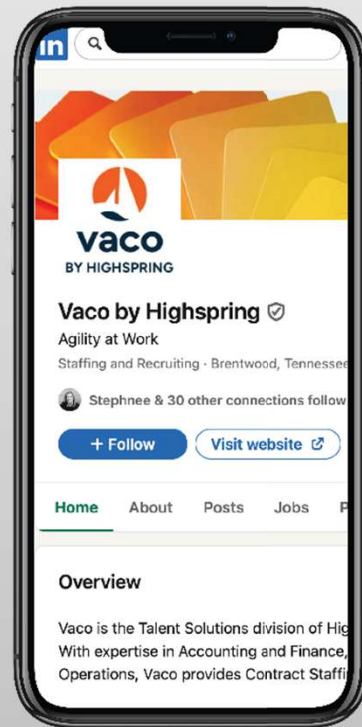 in
vaco
BY HIGHSPRING
Vaco by Highspring
Agility at Work
Staffing and Recruiting · Brentwood, Tennessee
Stephnee & 30 other connections follow
+ Follow
Visit website
Home About Posts Jobs P
Overview
Vaco is the Talent Solutions division of Hig
With expertise in Accounting and Finance,
Operations, Vaco provides Contract Staffi